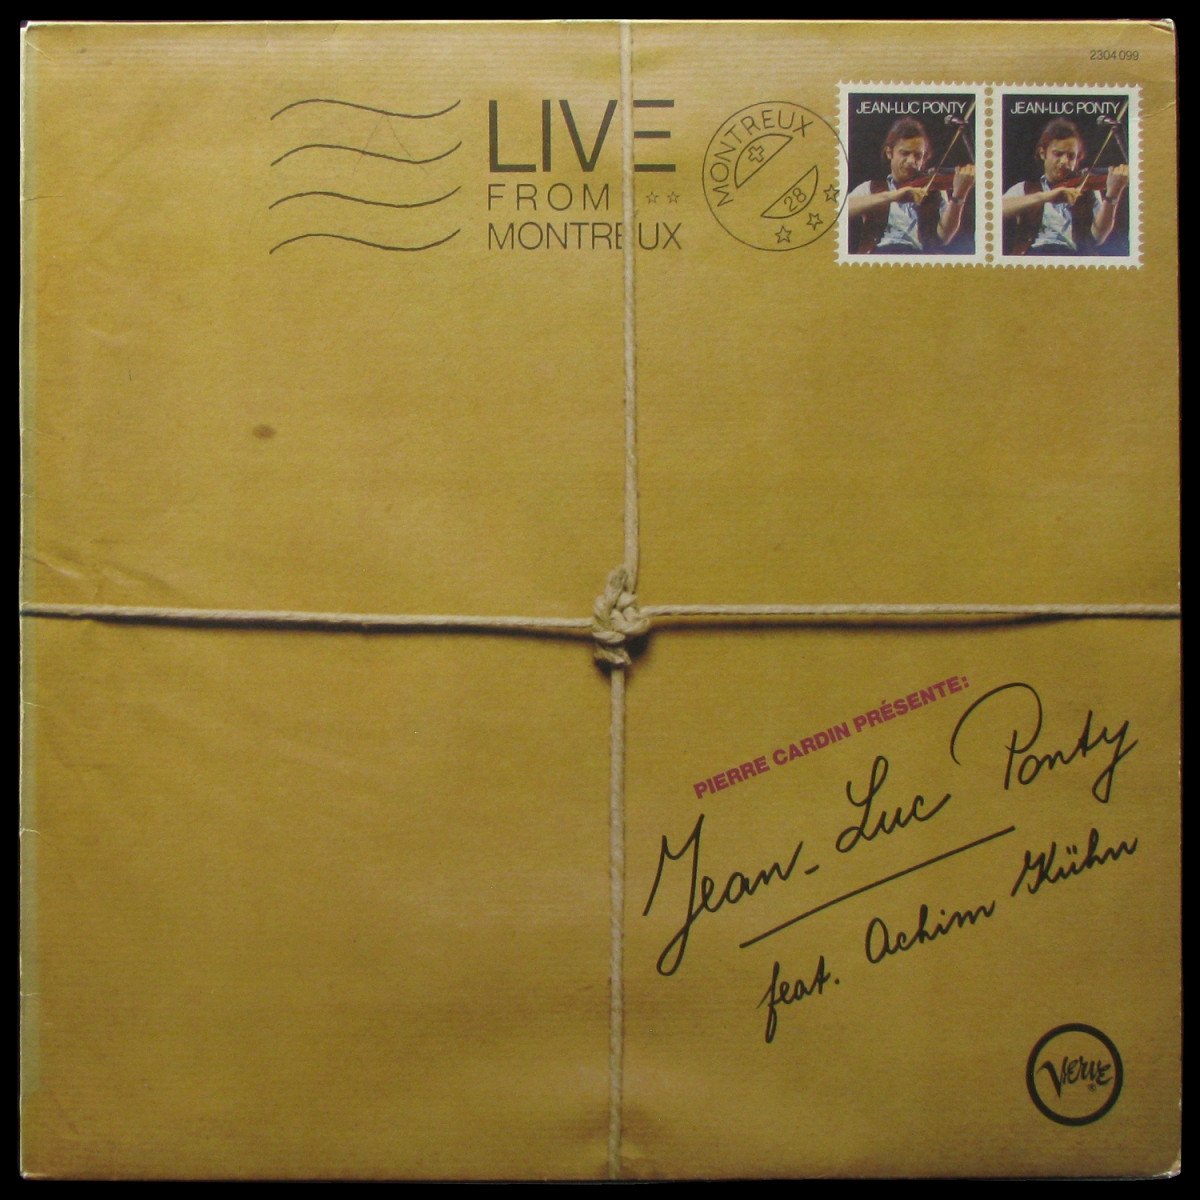 2304 099
LIVE
FROM
MONTREUX
MONTREUX
28
JEAN-LUC PONTY
JEAN-LUC PONTY
PIERRE CARDIN PRÉSENTE:
Jean-Luc Ponty
feat. Achim Kühn
Verve